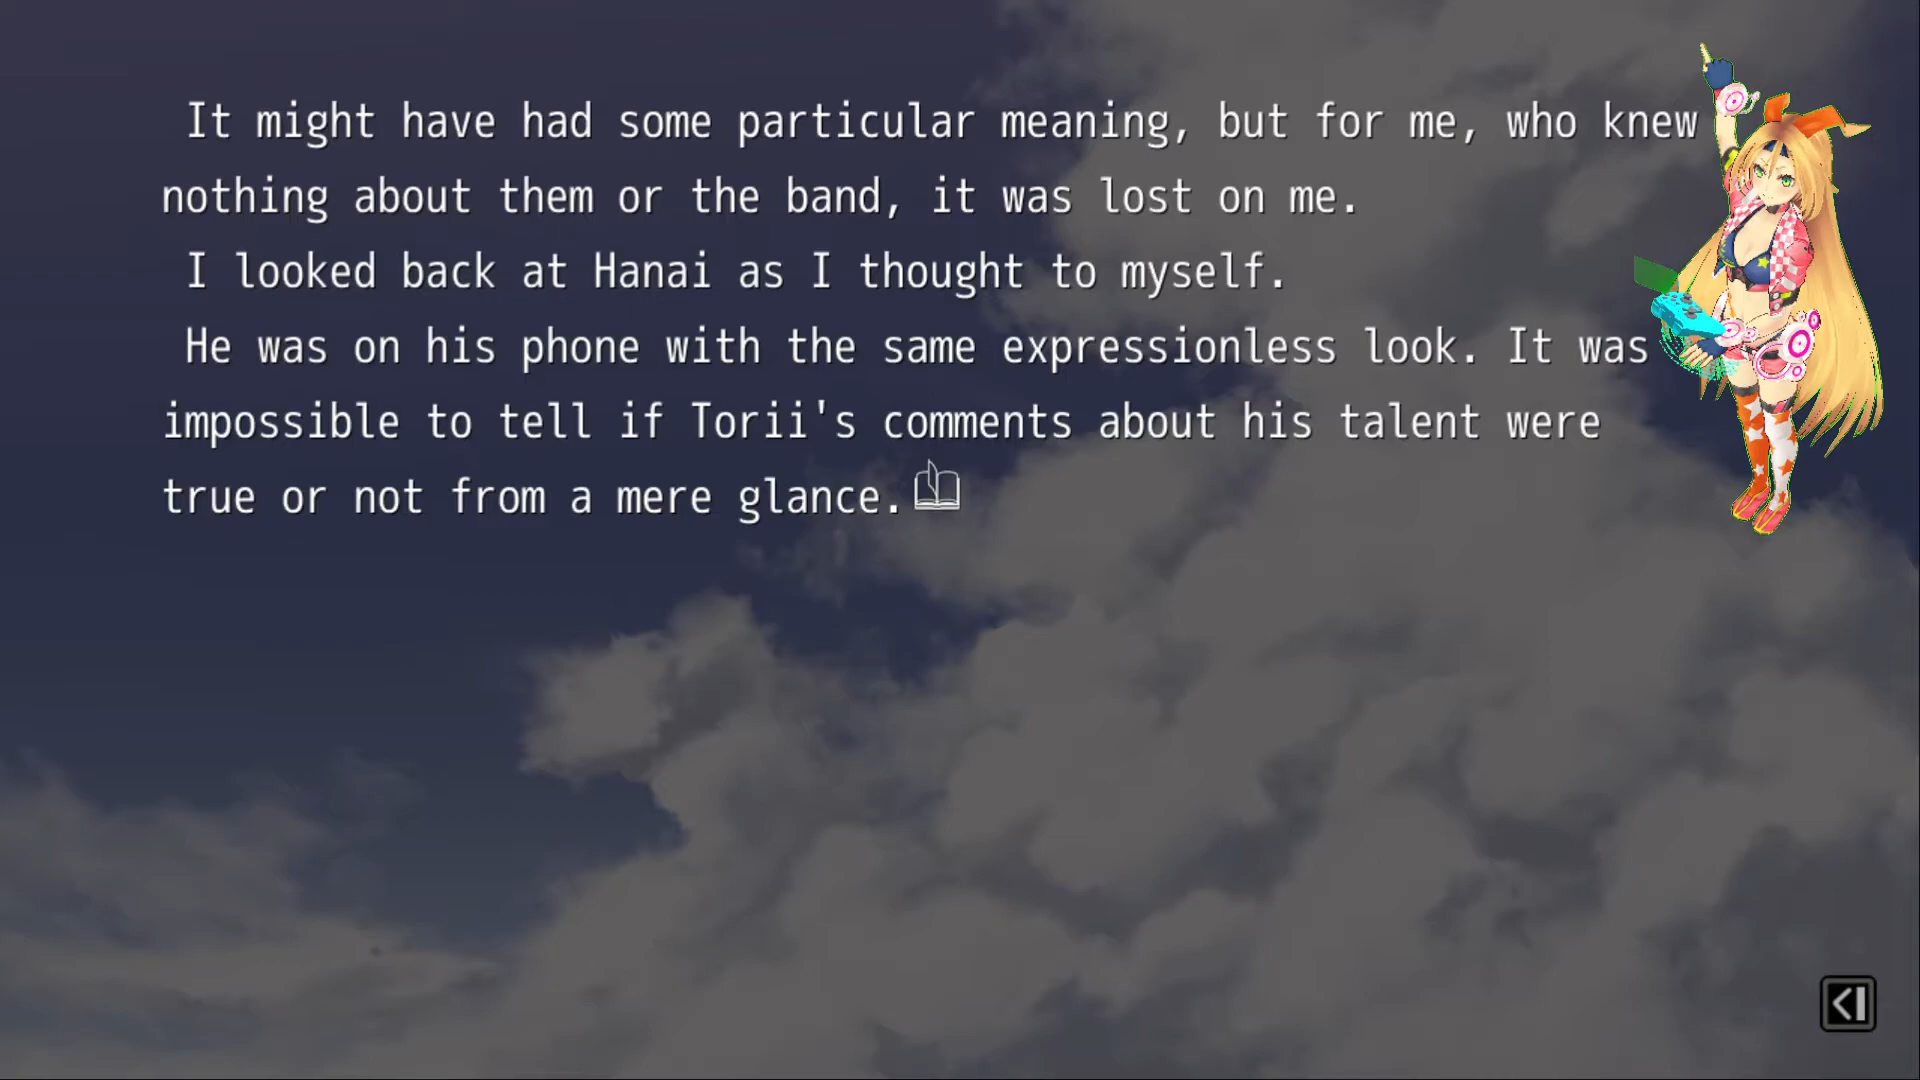 It might have had some particular meaning, but for me, who knew
nothing about them or the band, it was lost on me.
I looked back at Hanai as I thought to myself.
He was on his phone with the same expressionless look. It was
impossible to tell if Torii's comments about his talent were
true or not from a mere glance.